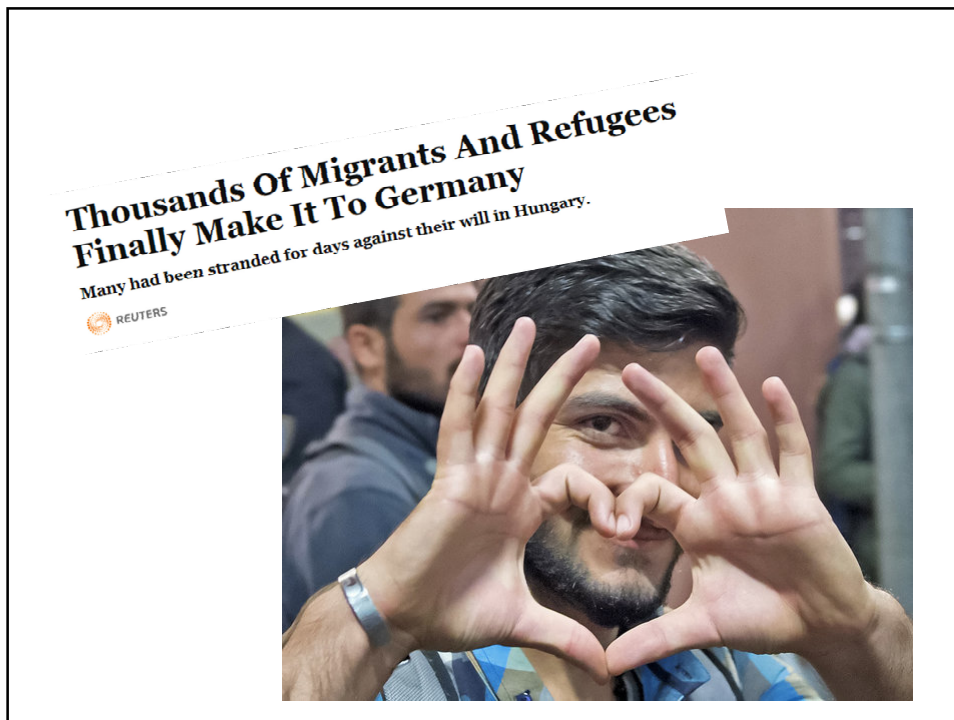 Thousands Of Migrants And Refugees
Finally Make It To Germany
Many had been stranded for days against their will in Hungary.
REUTERS